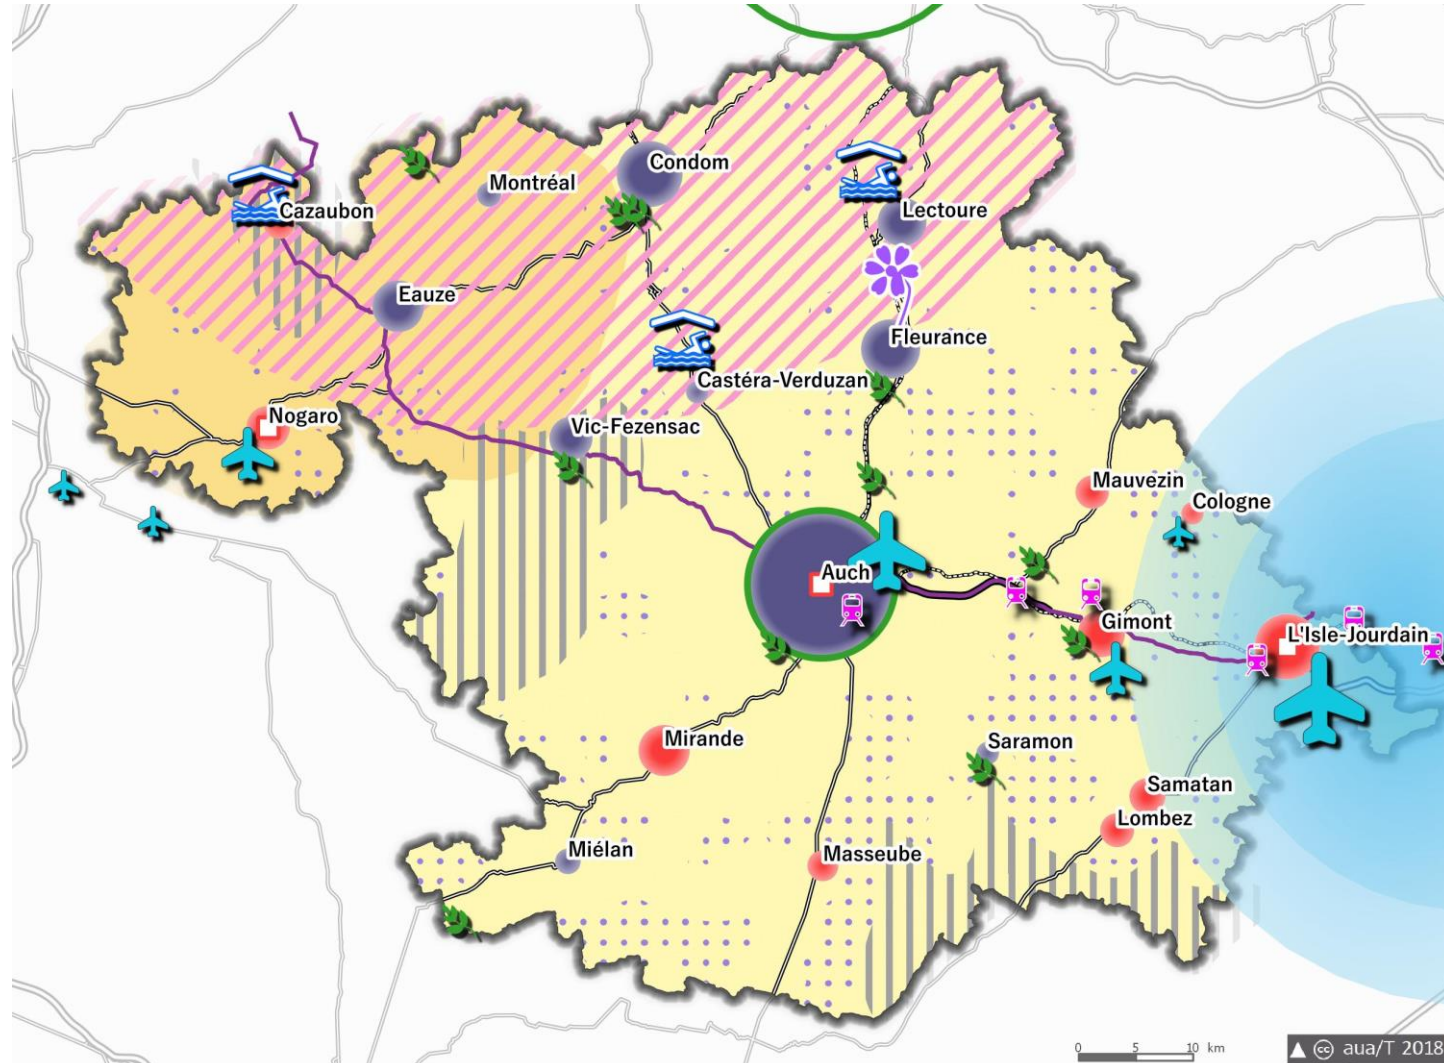 Condom
Montréal
Lectoure
Cazaubon
Eauze
Fleurance
Castéra-Verduzan
Nogaro
Vic-Fezensac
Mauvezin
Cologne
Auch
Gimont
L'Isle-Jourdain
Mirande
Saramon
Samatan
Lombez
Miélan
Masseube
0 5 10 km
cc aua/T 2018